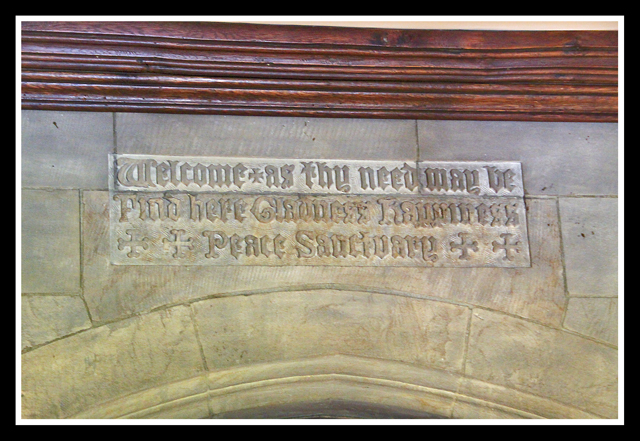 Welcome as thy need may be
Find here Gladness Happiness
Peace Sanctuary